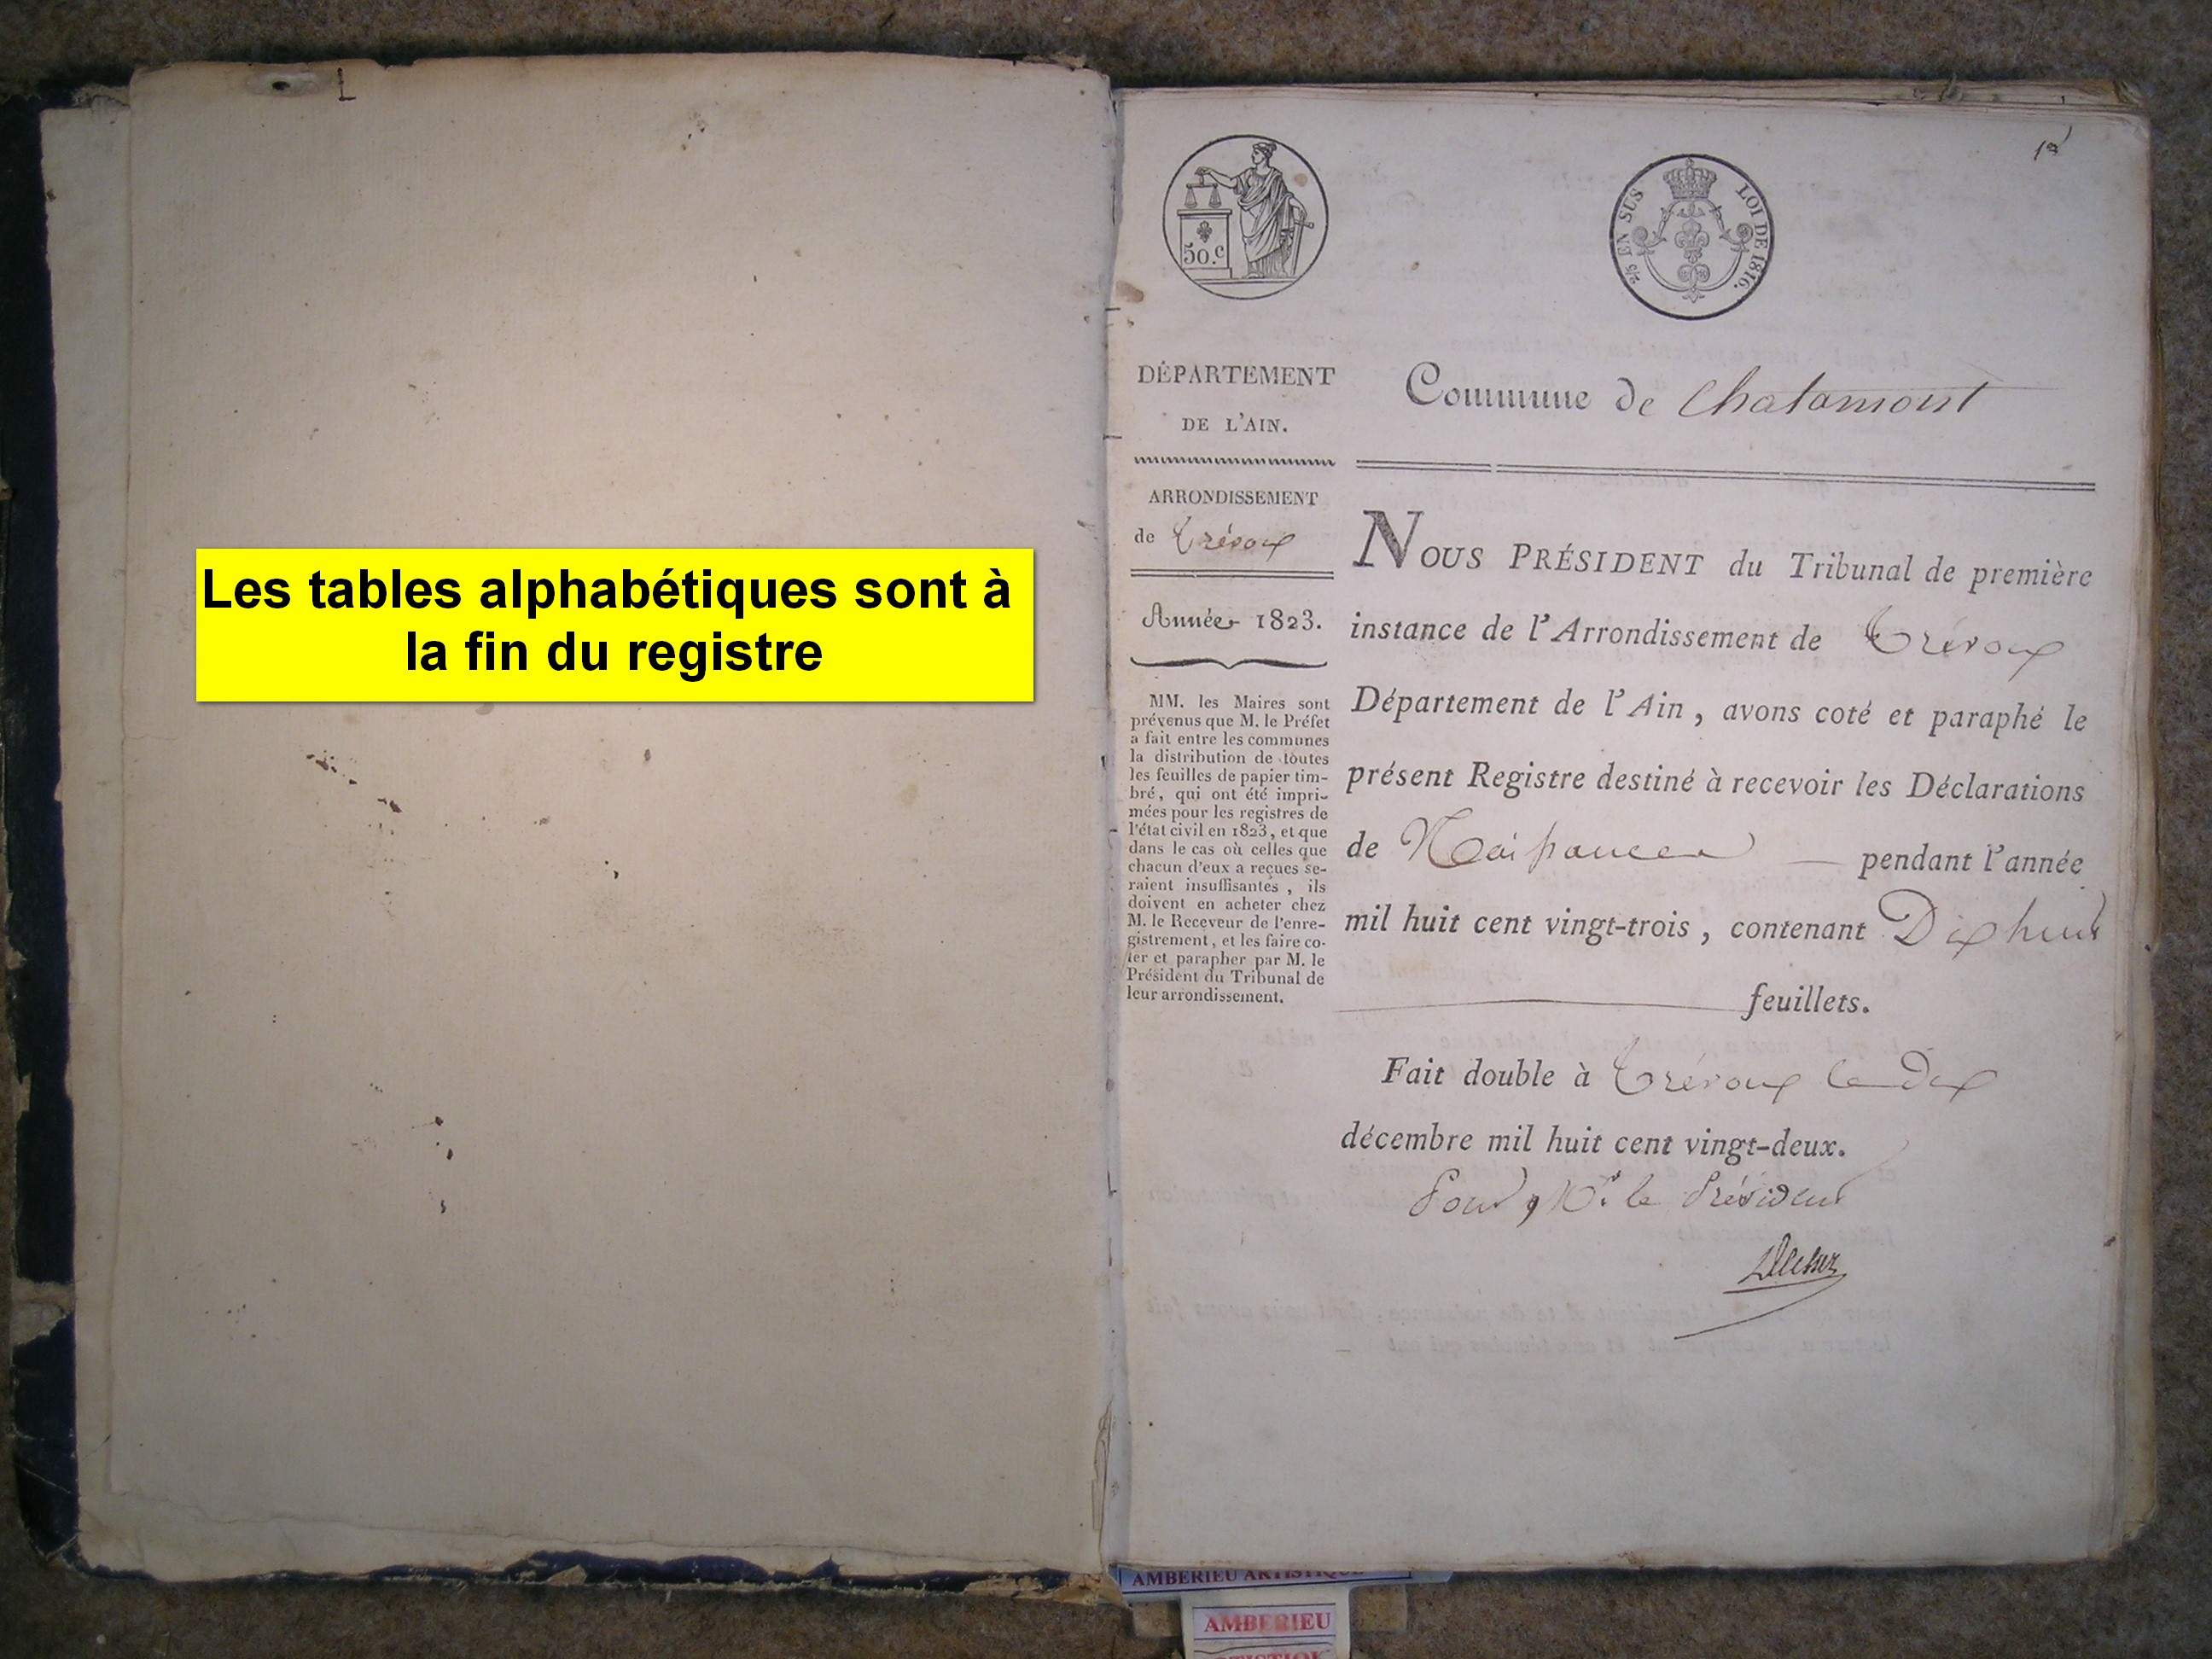 L
Les tables alphabétiques sont à
la fin du registre
1er
50.c
2/5 EN SUS LOI DE 1816.
DÉPARTEMENT
DE L'AIN.
ARRONDISSEMENT
de Trévoux
Année 1823.
MM. les Maires sont
prévenus que M. le Préfet
a fait entre les communes
la distribution de toutes
les feuilles de papier tim-
bré, qui ont été impri-
mées pour les registres de
l'état civil en 1823, et que
dans le cas où celles que
chacun d'eux a reçues se-
raient insuffisantes, ils
doivent en acheter chez
M. le Receveur de l'enre-
gistrement, et les faire co-
ter et parapher par M. le
Président du Tribunal de
leur arrondissement.
Commune de Chatamont
NOUS PRÉSIDENT du Tribunal de première
instance de l'Arrondissement de Trévoux
Département de l'Ain, avons coté et paraphé le
présent Registre destiné à recevoir les Déclarations
de Naissances pendant l'année
mil huit cent vingt-trois, contenant Dix huit
feuillets.
Fait double à Trévoux le Dix
décembre mil huit cent vingt-deux.
Pour Mr. le Président
AMBERIEU ARTISTIQUE
AMBERIEU